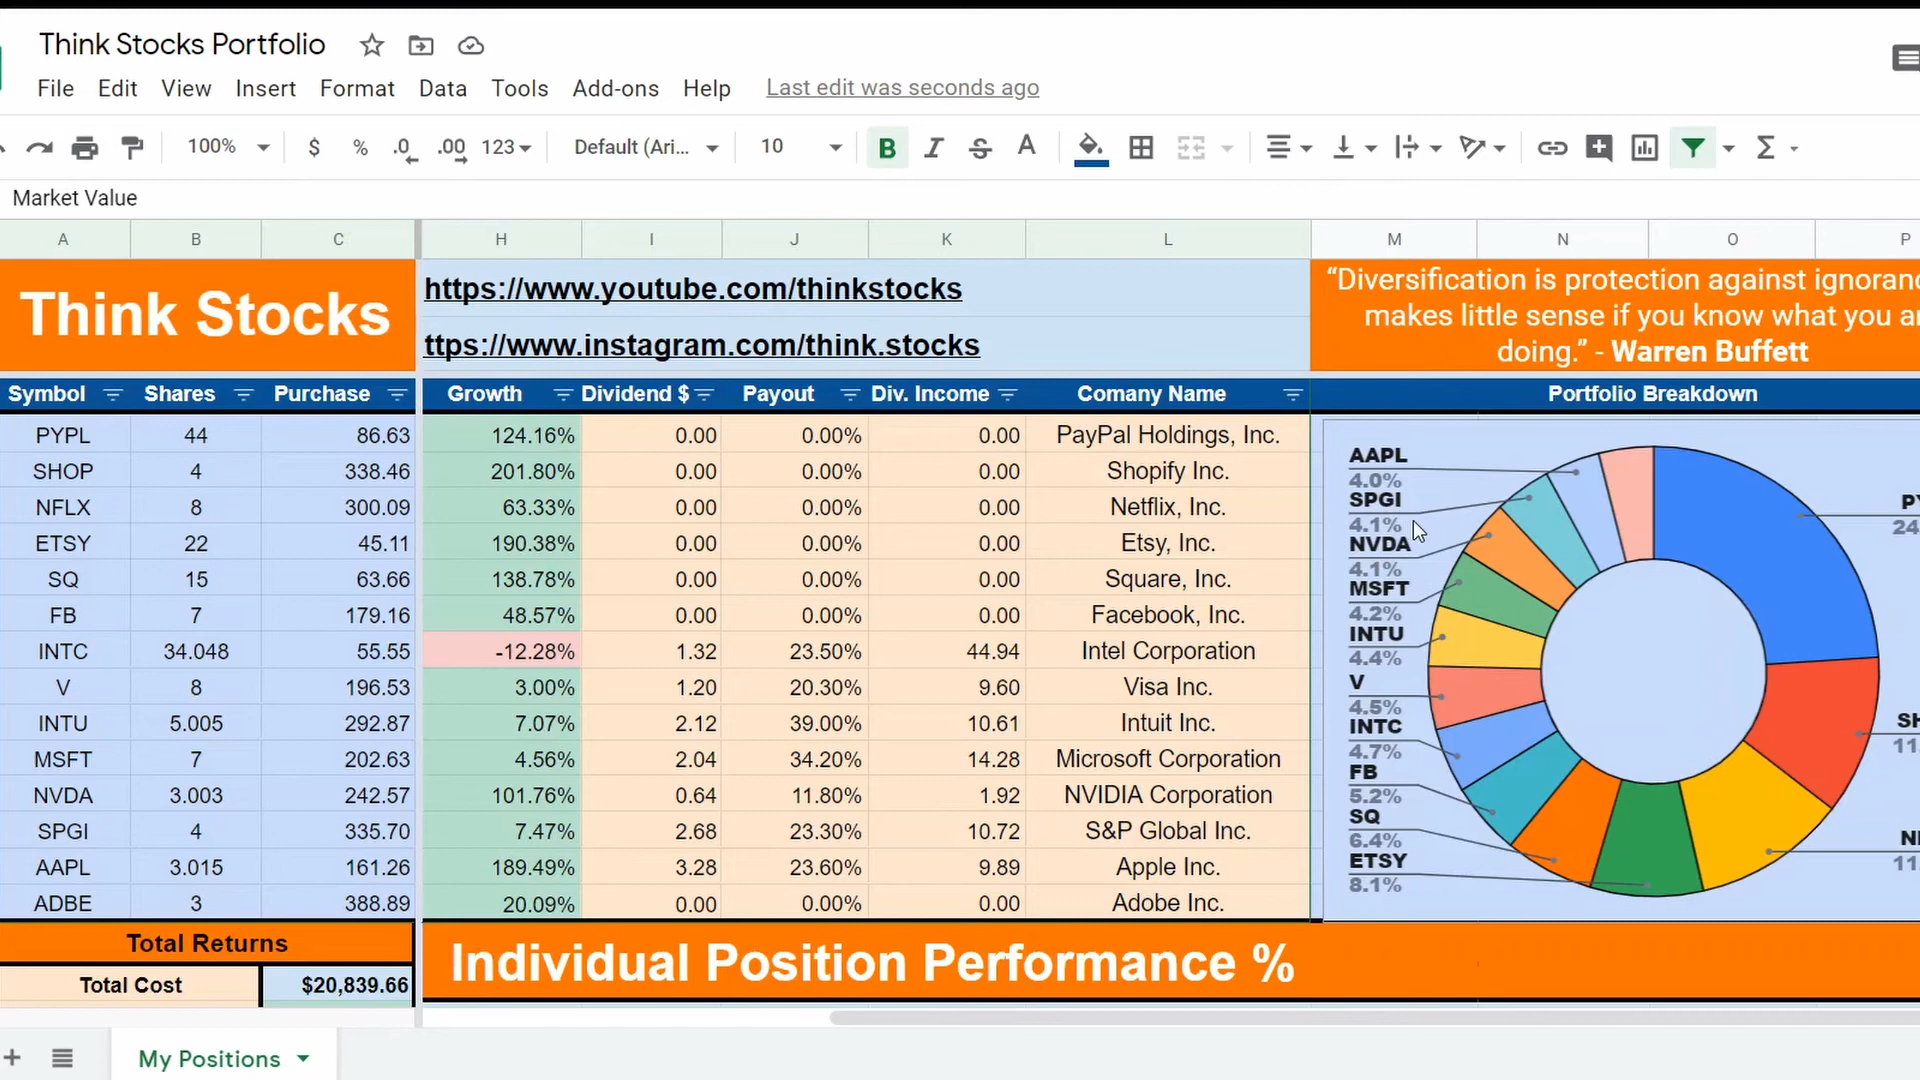 Think Stocks Portfolio
File Edit View Insert Format Data Tools Add-ons Help Last edit was seconds ago
100% $ % .0 .00 123 Default (Ari... 10 B I S A Σ
Market Value
A B C H I J K L M N O P
Think Stocks
https://www.youtube.com/thinkstocks
ttps://www.instagram.com/think.stocks
“Diversification is protection against
makes little sense if you know what you
doing.” - Warren Buffett
Symbol Shares Purchase Growth Dividend $ Payout Div. Income Comany Name Portfolio Breakdown
PYPL 44 86.63 124.16% 0.00 0.00% 0.00 PayPal Holdings, Inc.
SHOP 4 338.46 201.80% 0.00 0.00% 0.00 Shopify Inc.
NFLX 8 300.09 63.33% 0.00 0.00% 0.00 Netflix, Inc.
ETSY 22 45.11 190.38% 0.00 0.00% 0.00 Etsy, Inc.
SQ 15 63.66 138.78% 0.00 0.00% 0.00 Square, Inc.
FB 7 179.16 48.57% 0.00 0.00% 0.00 Facebook, Inc.
INTC 34.048 55.55 -12.28% 1.32 23.50% 44.94 Intel Corporation
V 8 196.53 3.00% 1.20 20.30% 9.60 Visa Inc.
INTU 5.005 292.87 7.07% 2.12 39.00% 10.61 Intuit Inc.
MSFT 7 202.63 4.56% 2.04 34.20% 14.28 Microsoft Corporation
NVDA 3.003 242.57 101.76% 0.64 11.80% 1.92 NVIDIA Corporation
SPGI 4 335.70 7.47% 2.68 23.30% 10.72 S&P Global Inc.
AAPL 3.015 161.26 189.49% 3.28 23.60% 9.89 Apple Inc.
ADBE 3 388.89 20.09% 0.00 0.00% 0.00 Adobe Inc.
AAPL
4.0%
SPGI
4.1%
NVDA
4.1%
MSFT
4.2%
INTU
4.4%
V
4.5%
INTC
4.7%
FB
5.2%
SQ
6.4%
ETSY
8.1%
Total Returns
Total Cost $20,839.66
Individual Position Performance %
My Positions